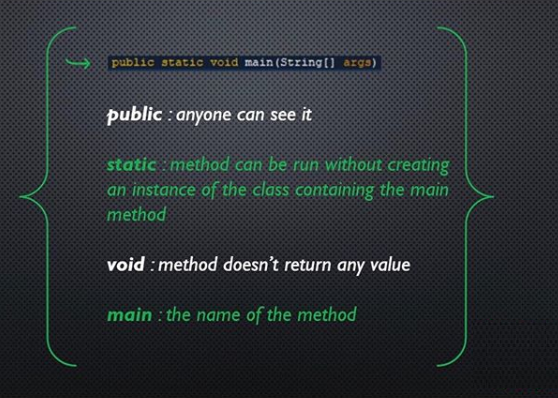 public static void main(String[] args)
public : anyone can see it
static : method can be run without creating
an instance of the class containing the main
method
void : method doesn't return any value
main : the name of the method